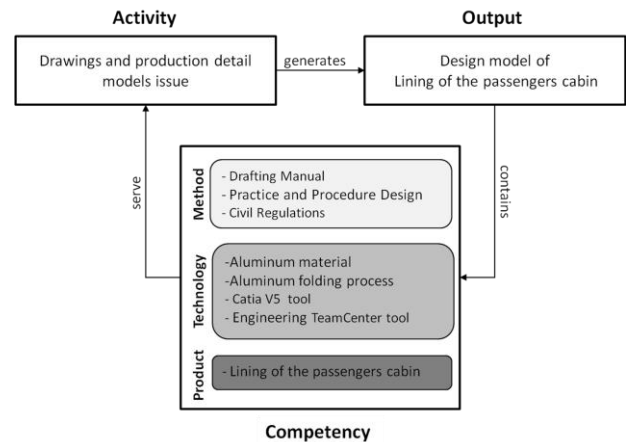 Activity
Output
Drawings and production detail
models issue
generates
Design model of
Lining of the passengers cabin
serve
contains
Method
- Drafting Manual
- Practice and Procedure Design
- Civil Regulations
Technology
-Aluminum material
-Aluminum folding process
- Catia V5 tool
- Engineering TeamCenter tool
Product
- Lining of the passengers cabin
Competency